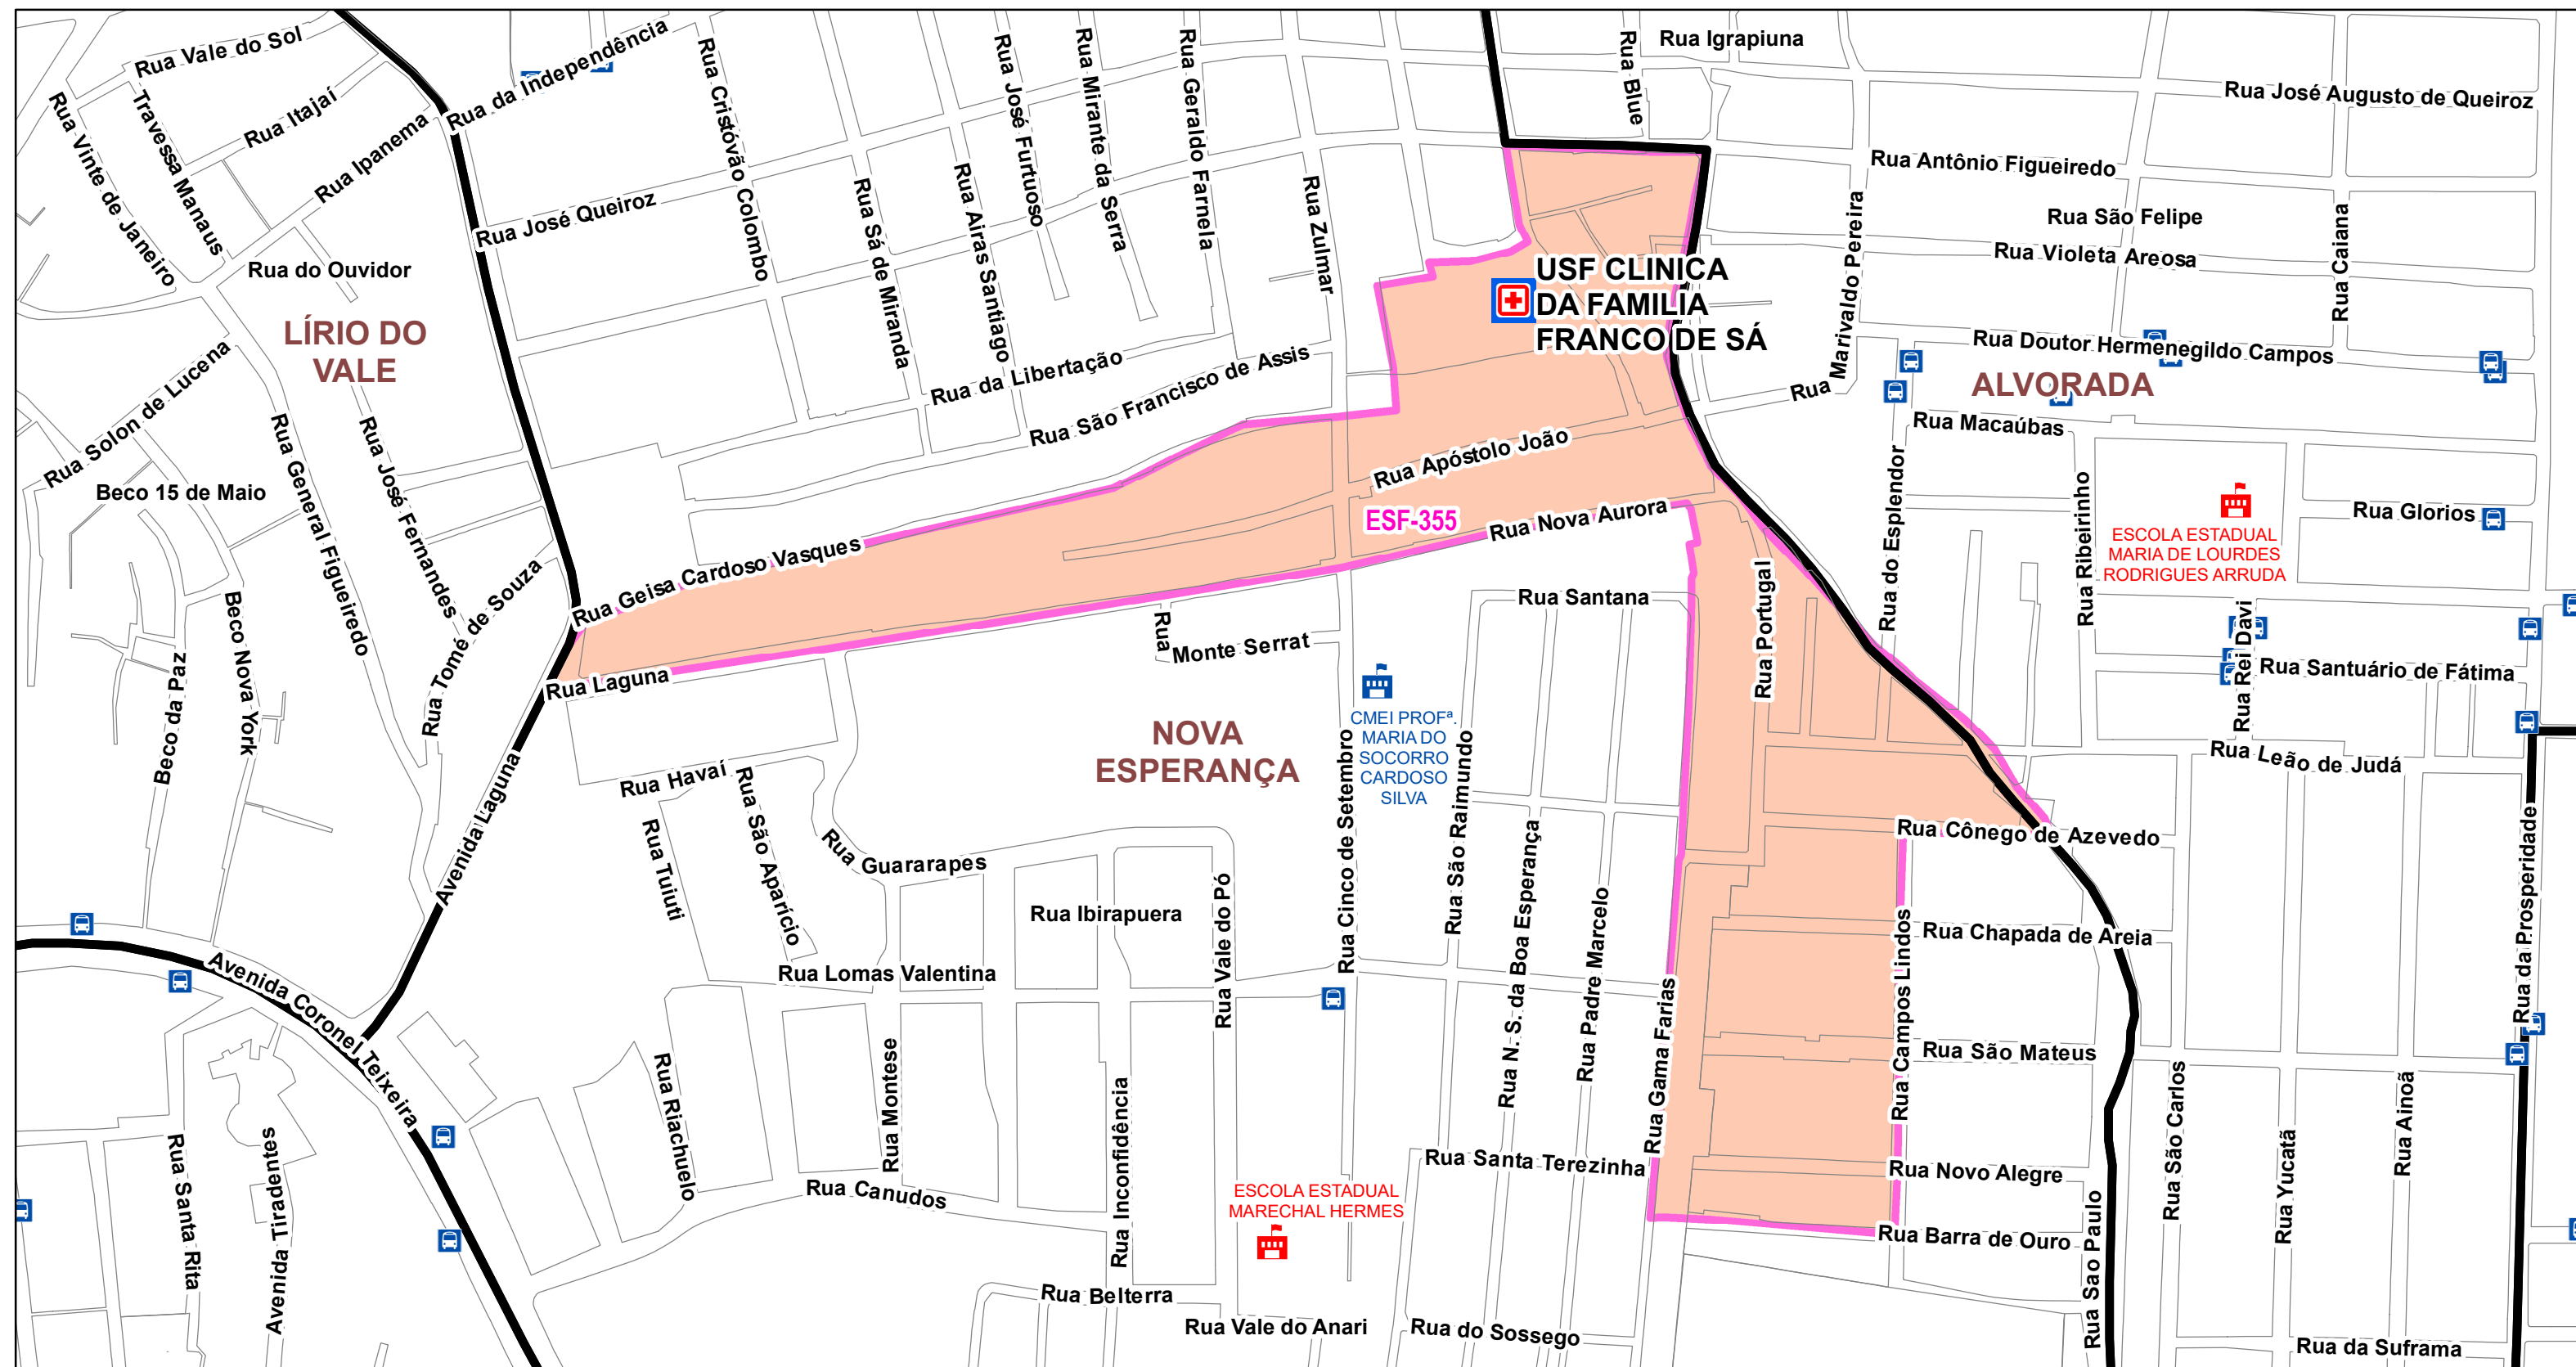 Rua Vale do Sol
Rua da Independência
Rua Cristóvão Colombo
Rua José Furtuoso
Rua Mirante da Serra
Rua Geraldo Farnela
Rua Blue
Rua Igrapiuna
Rua José Augusto de Queiroz
Rua Vinte de Janeiro
Travessa Manaus
Rua Itajaí
Rua Ipanema
Rua José Queiroz
Rua Sá de Miranda
Rua Airas Santiago
Rua Zulmar
Rua Antônio Figueiredo
Rua São Felipe
Rua Violeta Areosa
Rua Caiana
Rua Marivaldo Pereira
Rua do Ouvidor
LÍRIO DO
VALE
USF CLINICA
DA FAMILIA
FRANCO DE SÁ
Rua Doutor Hermenegildo Campos
ALVORADA
Rua Solon de Lucena
Rua da Libertação
Rua São Francisco de Assis
Rua Macaúbas
Rua General Figueiredo
Rua José Fernandes
Beco 15 de Maio
Rua Apóstolo João
ESF-355
Rua Nova Aurora
Rua do Esplendor
Rua Ribeirinho
Rua Glorios
ESCOLA ESTADUAL
MARIA DE LOURDES
RODRIGUES ARRUDA
Rua Geisa Cardoso Vasques
Rua Tomé de Souza
Beco Nova York
Beco da Paz
Rua Laguna
Rua Monte Serrat
Rua Santana
Rua Portugal
Rua Rei Davi
Rua Santuário de Fátima
CMEI PROFª.
MARIA DO
SOCORRO
CARDOSO
SILVA
NOVA
ESPERANÇA
Rua Leão de Judá
Rua Havaí
Rua São Aparício
Rua Tuiuti
Avenida Laguna
Rua Guararapes
Rua Cinco de Setembro
Rua São Raimundo
Rua N. S. da Boa Esperança
Rua Padre Marcelo
Rua Cônego de Azevedo
Rua da Prosperidade
Rua Ibirapuera
Rua Vale do Pó
Rua Chapada de Areia
Rua Campos Lindos
Rua Gama Farias
Avenida Coronel Teixeira
Rua Lomas Valentina
Rua São Mateus
Rua Riachuelo
Rua Montese
Rua Inconfidência
Rua São Carlos
Rua Yucatã
Rua Ainoã
Rua Santa Rita
Avenida Tirapentes
Rua Canudos
ESCOLA ESTADUAL
MARECHAL HERMES
Rua Santa Terezinha
Rua Novo Alegre
Rua Barra de Ouro
Rua Sao Paulo
Rua Belterra
Rua Vale do Anari
Rua do Sossego
Rua da Suframa